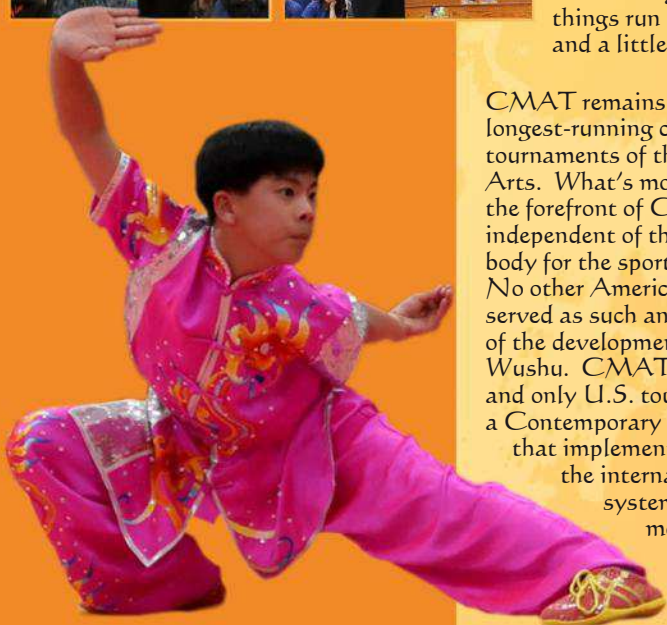 things run
and a little
CMAT remains
longest-running
tournaments of th
Arts. What's mo
the forefront of C
independent of th
body for the sport
No other Americ
served as such an
of the developmen
Wushu. CMAT
and only U.S. tou
a Contemporary
that implemen
the interna
system
m